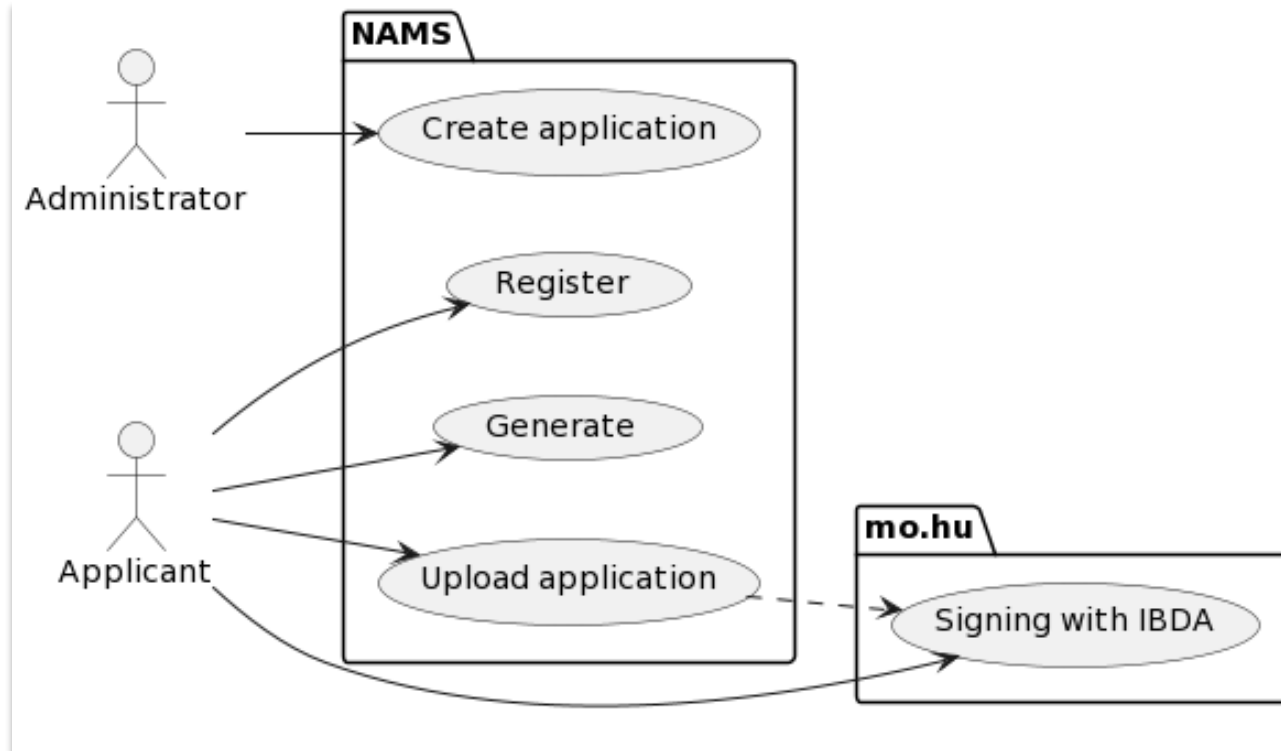 NAMS
Create application
Administrator
Register
Generate
Applicant
Upload application
mo.hu
Signing with IBDA